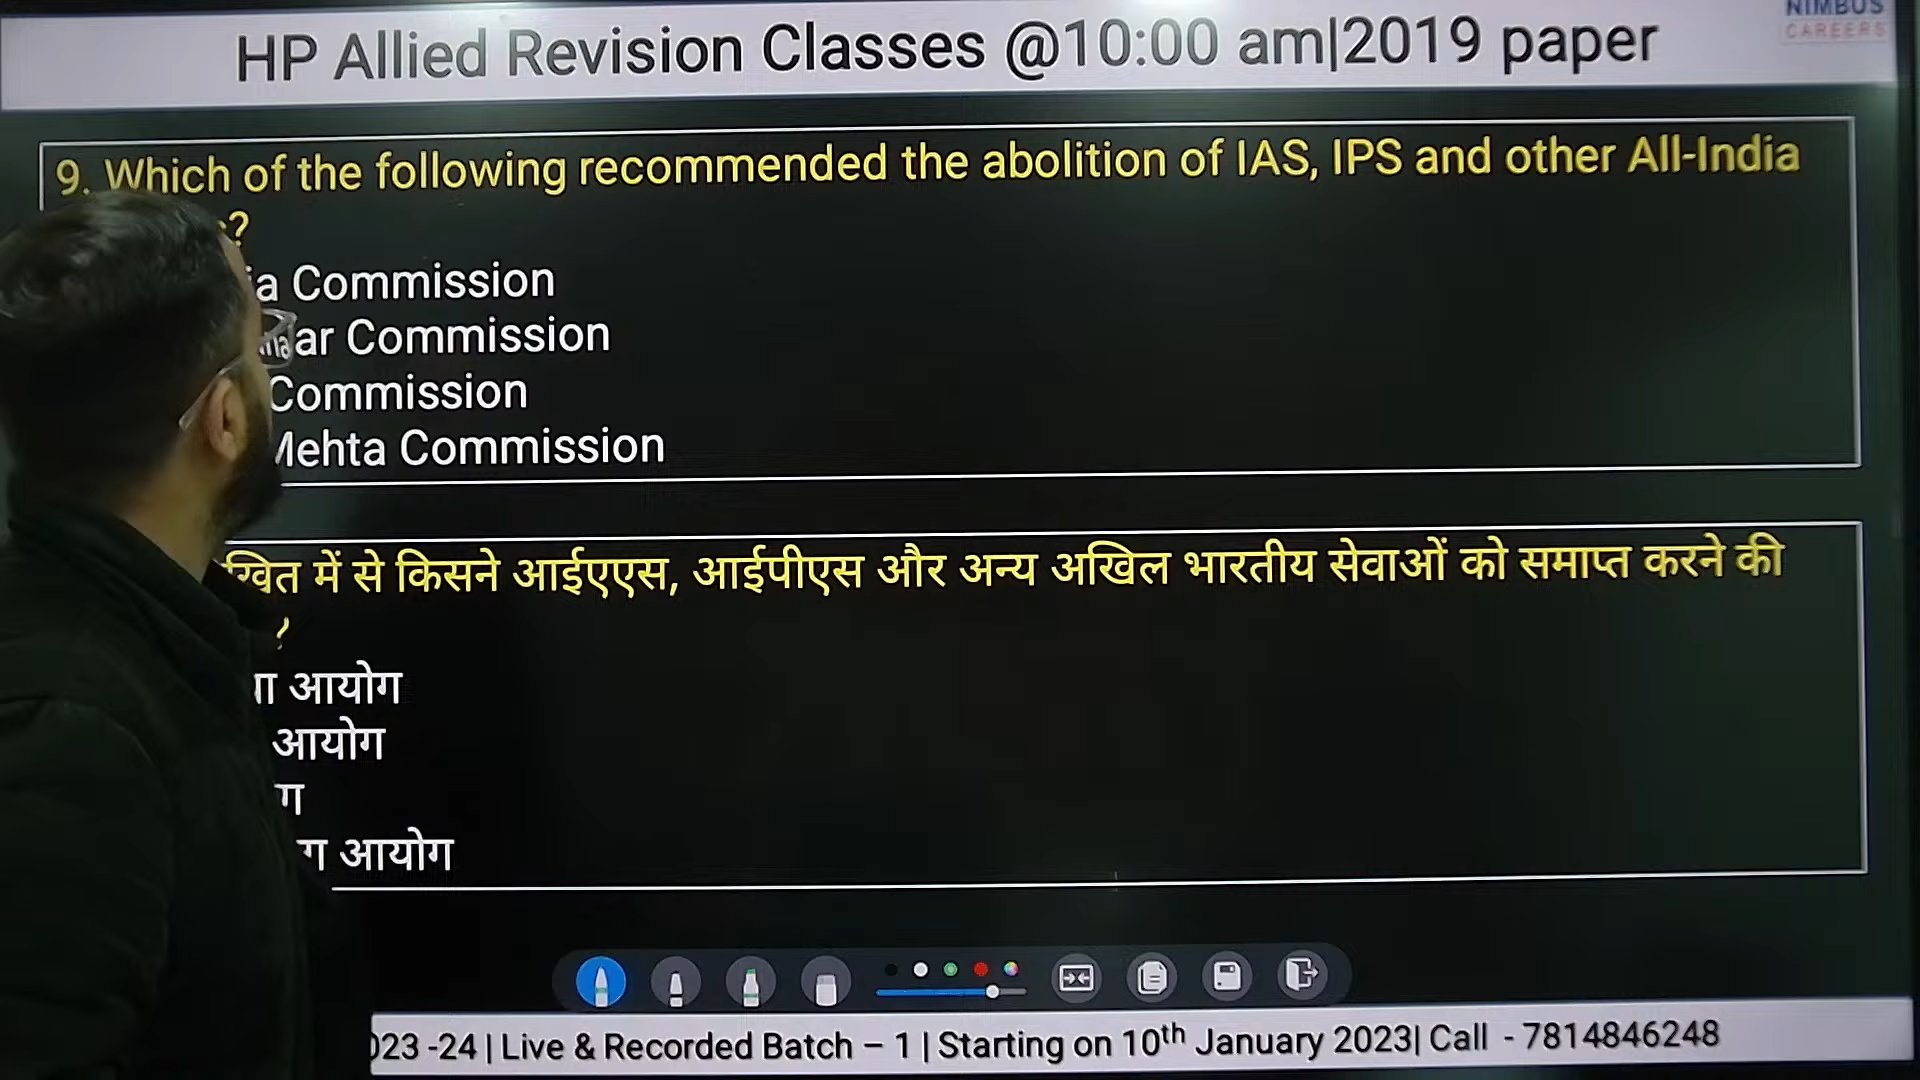 HP Allied Revision Classes @10:00 am|2019 paper
NIMBUS
CAREERS
9. Which of the following recommended the abolition of IAS, IPS and other All-India
?
Commission
Commission
Commission
Mehta Commission
में से किसने आईएएस, आईपीएस और अन्य अखिल भारतीय सेवाओं को समाप्त करने की
आयोग
आयोग
आयोग
023 -24 | Live & Recorded Batch – 1 | Starting on 10th January 2023| Call - 7814846248